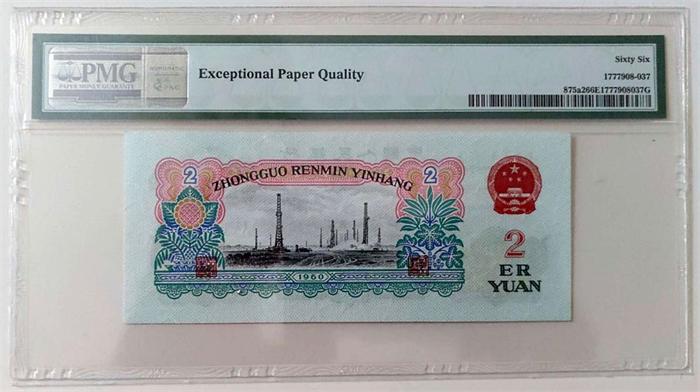 PMG
PAPER MONEY GUARANTY
Exceptional Paper Quality
Sixty Six
1777908-037
875a266E1777908037G
2
2
ZHONGGUO RENMIN YINHANG
1960
2
ER
YUAN